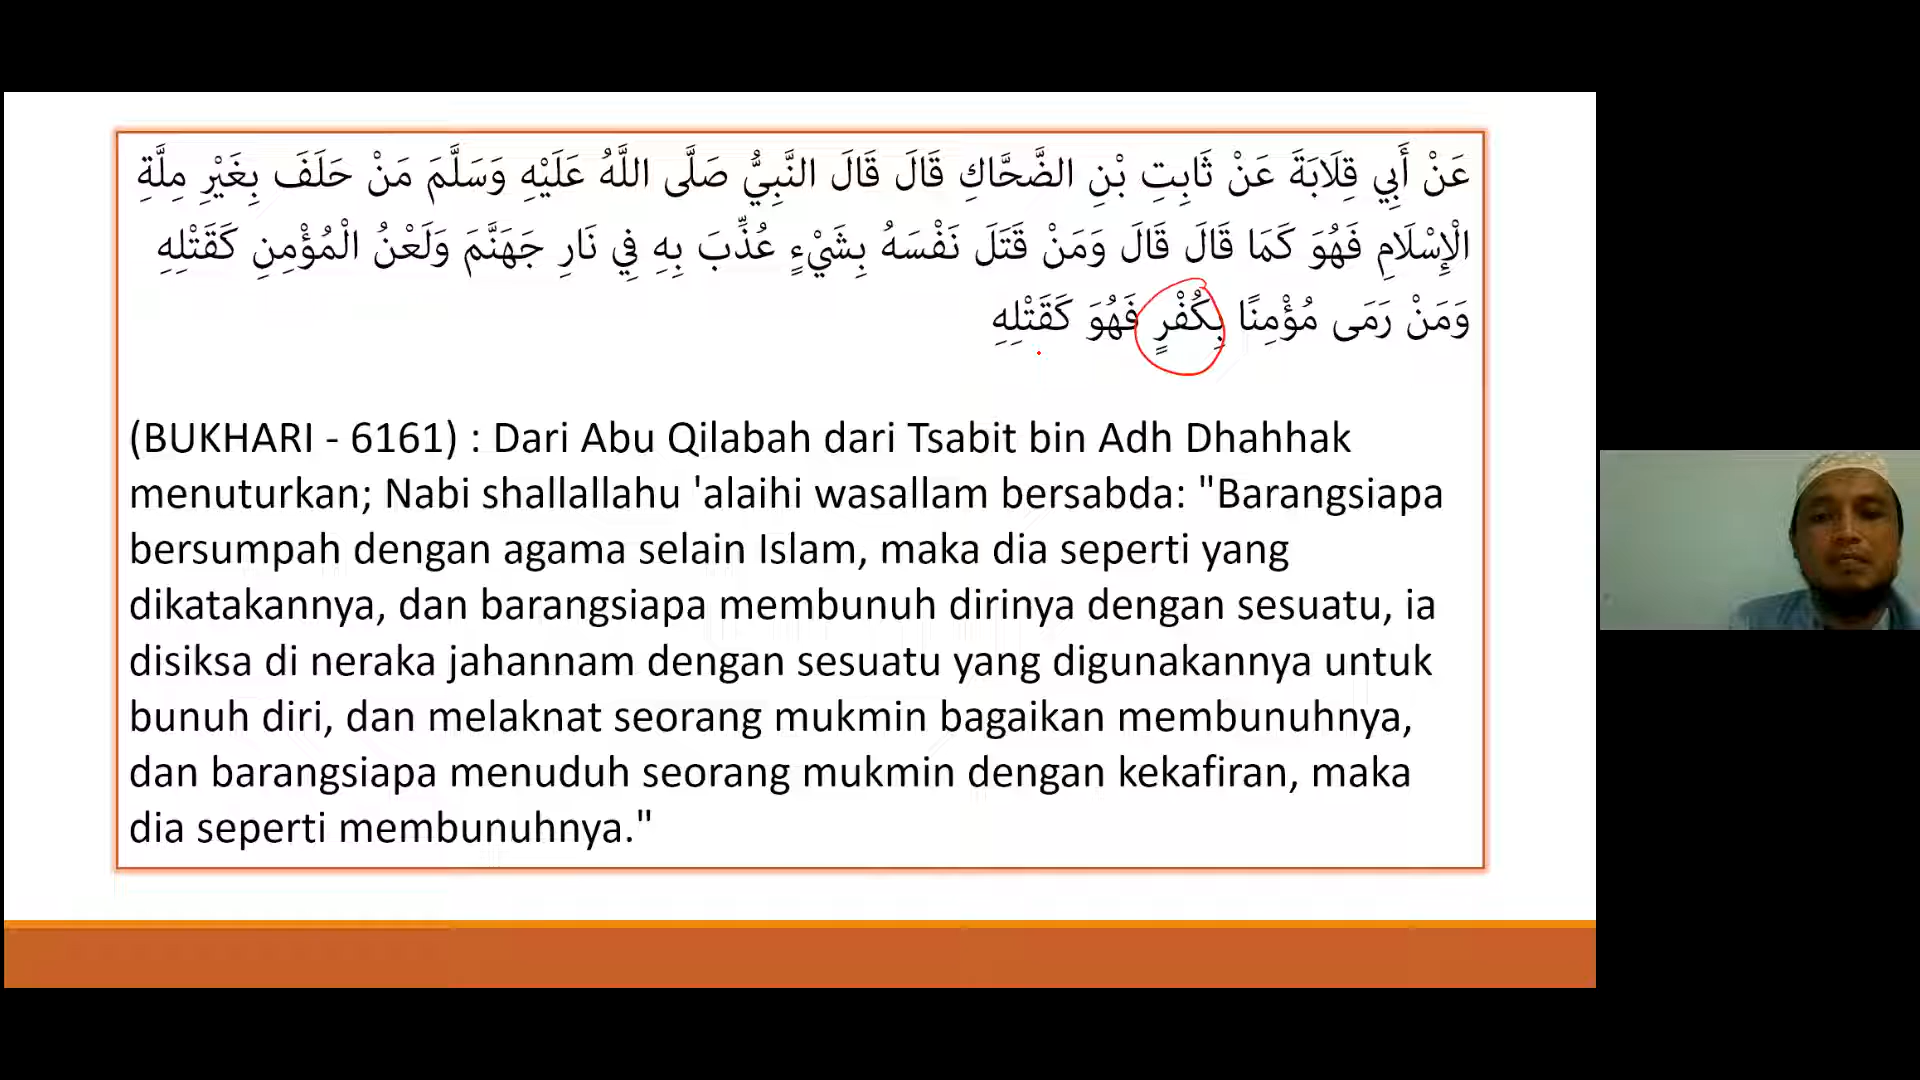 عَنْ أَبِي قِلَابَةَ عَنْ ثَابِتِ بْنِ الضَّحَّاكِ قَالَ قَالَ النَّبِيُّ صَلَّى اللَّهُ عَلَيْهِ وَسَلَّمَ مَنْ حَلَفَ بِغَيْرِ مِلَّةِ
الْإِسْلَامِ فَهُوَ كَمَا قَالَ قَالَ وَمَنْ قَتَلَ نَفْسَهُ بِشَيْءٍ عُذِّبَ بِهِ فِي نَارِ جَهَنَّمَ وَلَعْنُ الْمُؤْمِنِ كَقَتْلِهِ
وَمَنْ رَمَى مُؤْمِنًا بِكُفْرٍ فَهُوَ كَقَتْلِهِ
(BUKHARI - 6161) : Dari Abu Qilabah dari Tsabit bin Adh Dhahhak
menuturkan; Nabi shallallahu 'alaihi wasallam bersabda: "Barangsiapa
bersumpah dengan agama selain Islam, maka dia seperti yang
dikatakannya, dan barangsiapa membunuh dirinya dengan sesuatu, ia
disiksa di neraka jahannam dengan sesuatu yang digunakannya untuk
bunuh diri, dan melaknat seorang mukmin bagaikan membunuhnya,
dan barangsiapa menuduh seorang mukmin dengan kekafiran, maka
dia seperti membunuhnya."